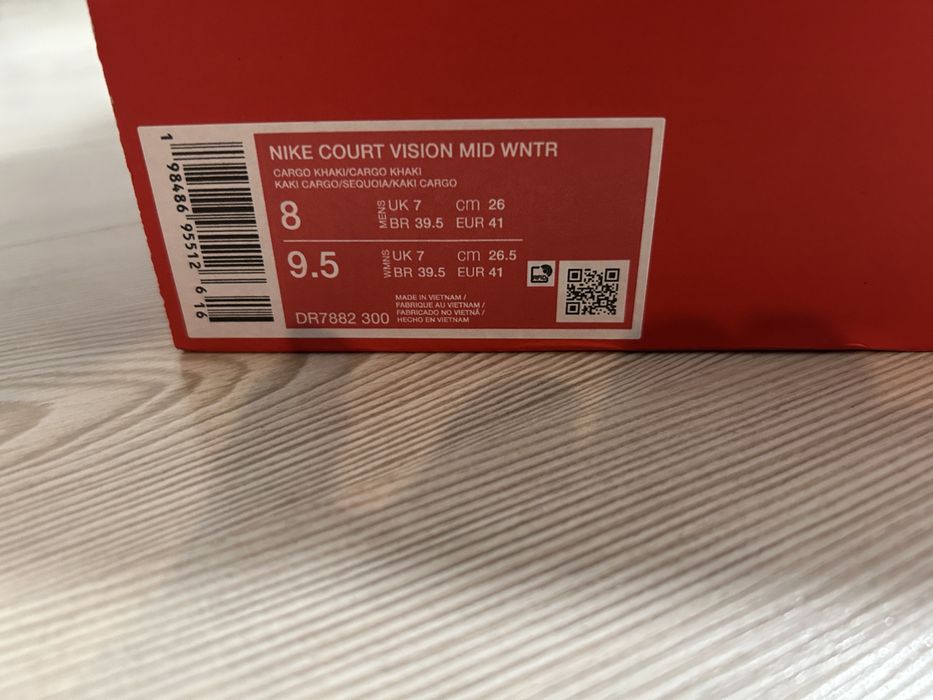 NIKE COURT VISION MID WNTR
CARGO KHAKI/CARGO KHAKI
KAKI CARGO/SEQUOIA/KAKI CARGO
8 MENS UK 7 cm 26
BR 39.5 EUR 41
9.5 WMNS UK 7 cm 26.5
BR 39.5 EUR 41
MADE IN VIETNAM /
FABRIQUE AU VIETNAM /
FABRICADO NO VIETNÃ /
HECHO EN VIETNAM
DR7882 300
1 98486 95512 6 16